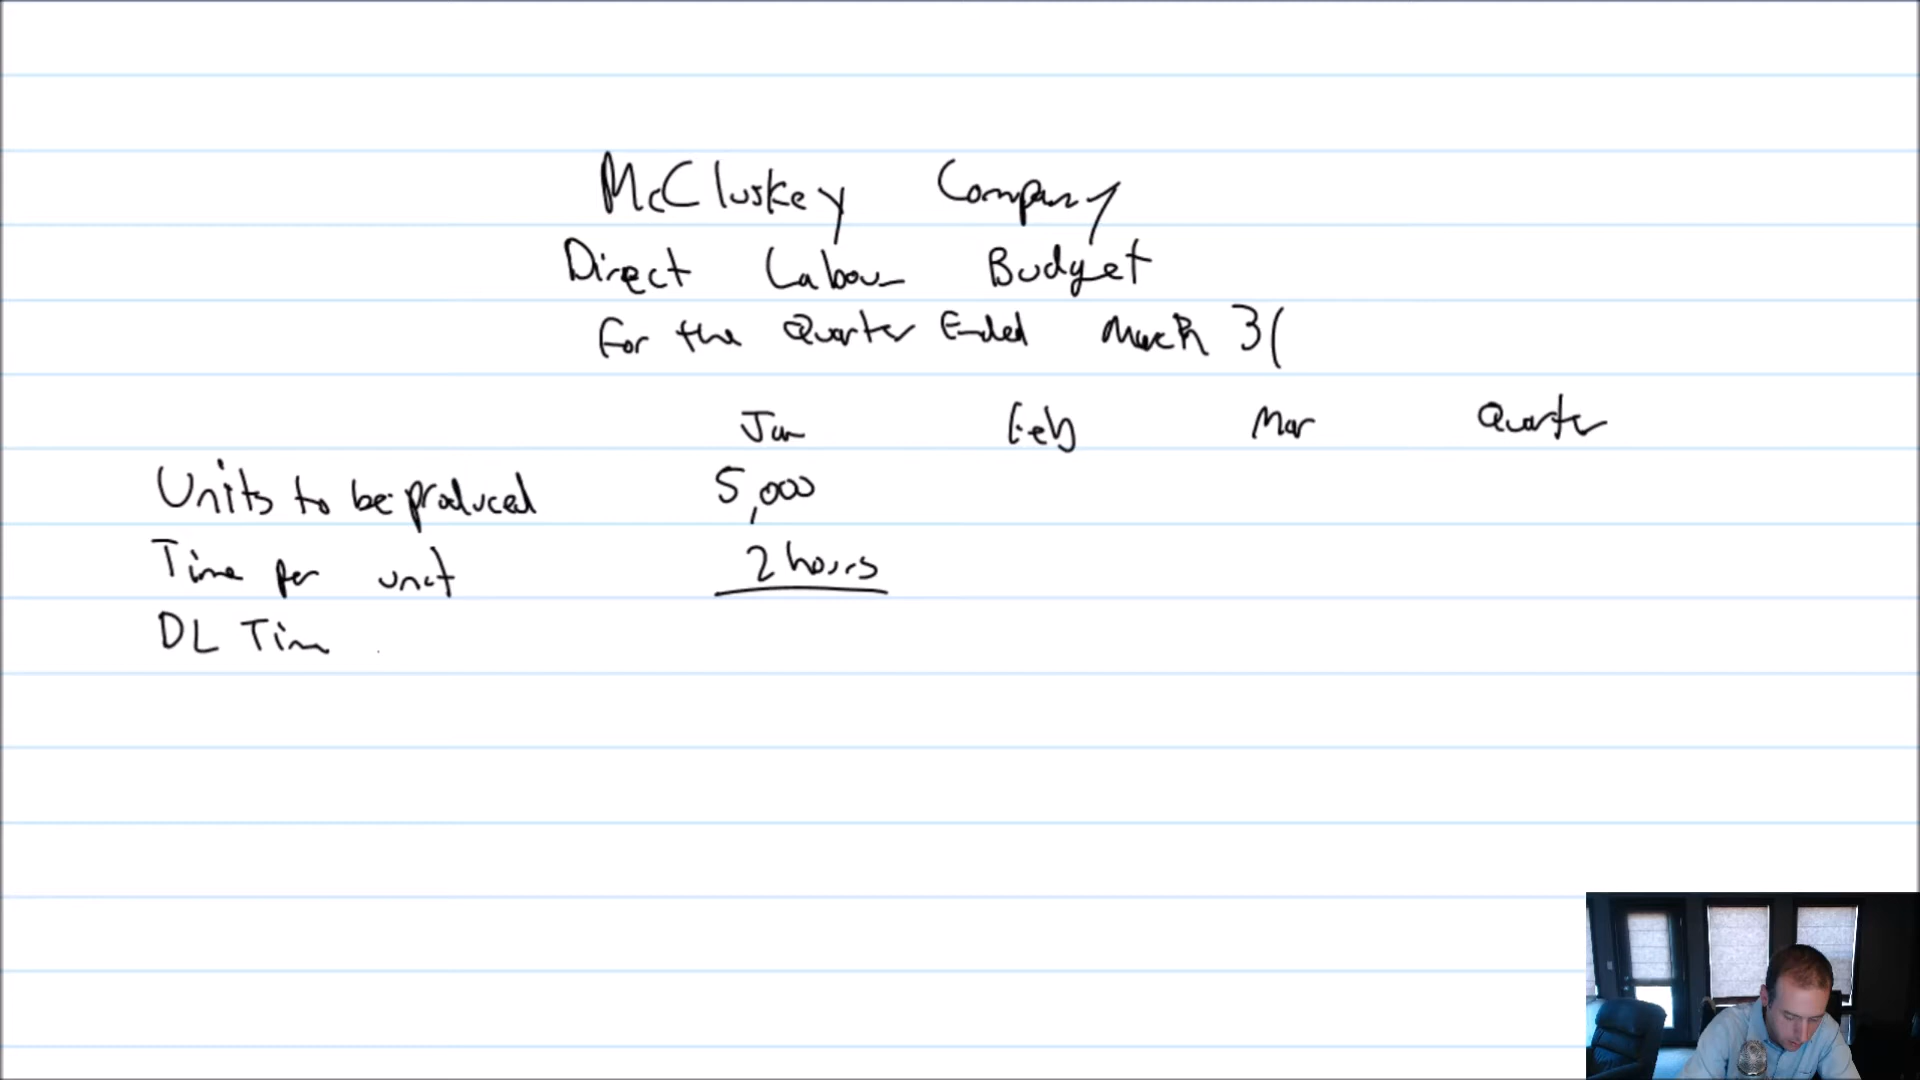 McCluskey Company
Direct Labour Budget
For the Quarter Ended March 31
Jan Feb Mar Quarter
Units to be produced 5,000
Time per unit 2 hours
DL Time